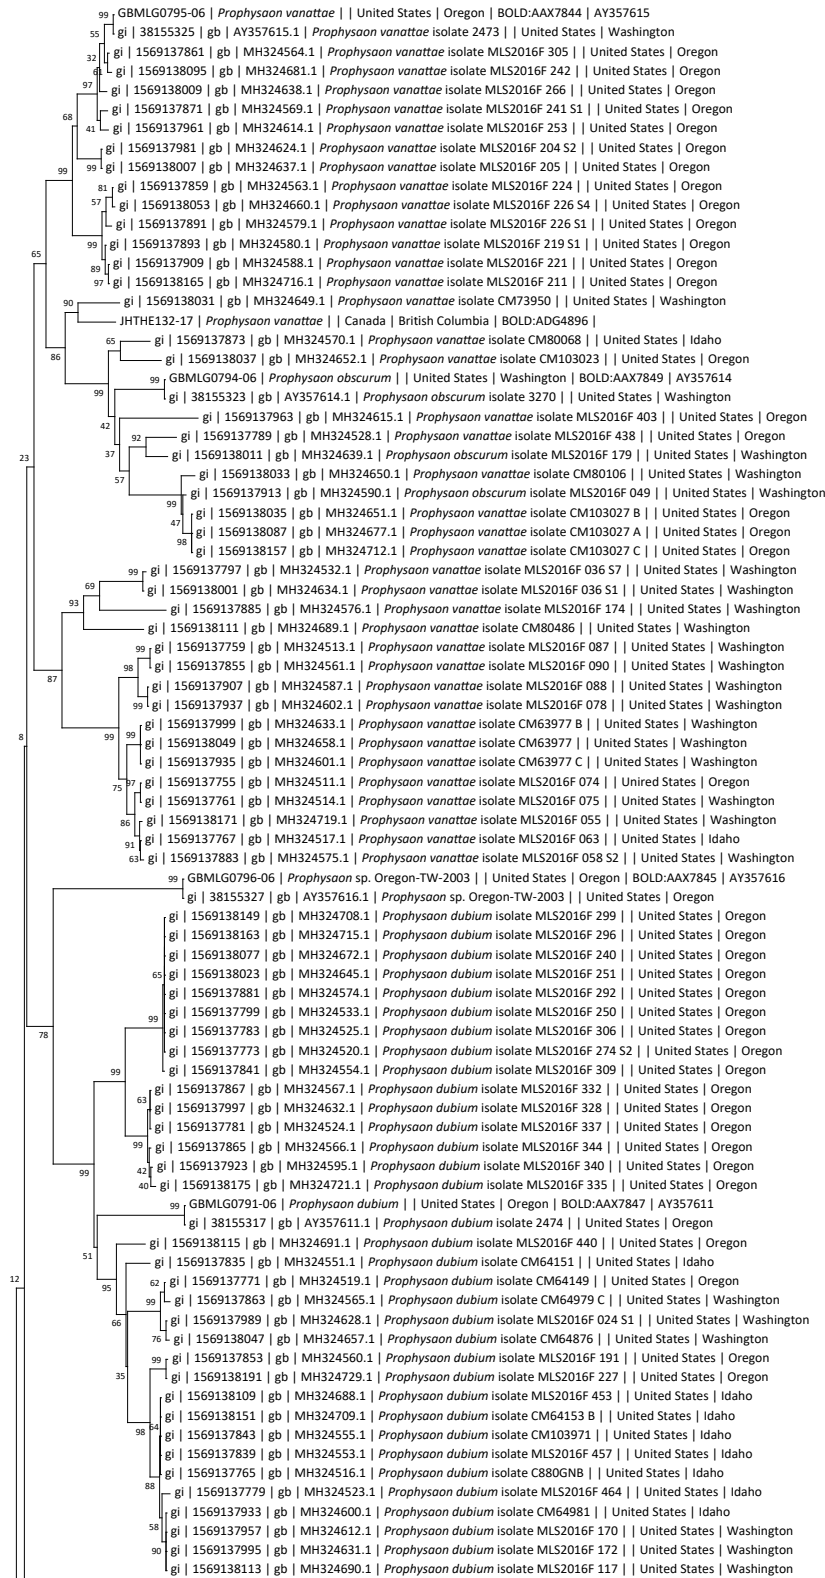 GBMLG0795-06 | Prophysaon vanattae | | United States | Oregon | BOLD:AAX7844 | AY357615
gi | 38155325 | gb | AY357615.1 | Prophysaon vanattae isolate 2473 | | United States | Washington
gi | 1569137861 | gb | MH324564.1 | Prophysaon vanattae isolate MLS2016F 305 | | United States | Oregon
gi | 1569138095 | gb | MH324681.1 | Prophysaon vanattae isolate MLS2016F 242 | | United States | Oregon
gi | 1569138009 | gb | MH324638.1 | Prophysaon vanattae isolate MLS2016F 266 | | United States | Oregon
gi | 1569137871 | gb | MH324569.1 | Prophysaon vanattae isolate MLS2016F 241 S1 | | United States | Oregon
gi | 1569137961 | gb | MH324614.1 | Prophysaon vanattae isolate MLS2016F 253 | | United States | Oregon
gi | 1569137981 | gb | MH324624.1 | Prophysaon vanattae isolate MLS2016F 204 S2 | | United States | Oregon
gi | 1569138007 | gb | MH324637.1 | Prophysaon vanattae isolate MLS2016F 205 | | United States | Oregon
gi | 1569137859 | gb | MH324563.1 | Prophysaon vanattae isolate MLS2016F 224 | | United States | Oregon
gi | 1569138053 | gb | MH324660.1 | Prophysaon vanattae isolate MLS2016F 226 S4 | | United States | Oregon
gi | 1569137891 | gb | MH324579.1 | Prophysaon vanattae isolate MLS2016F 226 S1 | | United States | Oregon
gi | 1569137893 | gb | MH324580.1 | Prophysaon vanattae isolate MLS2016F 219 S1 | | United States | Oregon
gi | 1569137909 | gb | MH324588.1 | Prophysaon vanattae isolate MLS2016F 221 | | United States | Oregon
gi | 1569138165 | gb | MH324716.1 | Prophysaon vanattae isolate MLS2016F 211 | | United States | Oregon
gi | 1569138031 | gb | MH324649.1 | Prophysaon vanattae isolate CM73950 | | United States | Washington
JHTHE132-17 | Prophysaon vanattae | | Canada | British Columbia | BOLD:ADG4896 |
gi | 1569137873 | gb | MH324570.1 | Prophysaon vanattae isolate CM80068 | | United States | Idaho
gi | 1569138037 | gb | MH324652.1 | Prophysaon vanattae isolate CM103023 | | United States | Oregon
GBMLG0794-06 | Prophysaon obscurum | | United States | Washington | BOLD:AAX7849 | AY357614
gi | 38155323 | gb | AY357614.1 | Prophysaon obscurum isolate 3270 | | United States | Washington
gi | 1569137963 | gb | MH324615.1 | Prophysaon vanattae isolate MLS2016F 403 | | United States | Oregon
gi | 1569137789 | gb | MH324528.1 | Prophysaon vanattae isolate MLS2016F 438 | | United States | Oregon
gi | 1569138011 | gb | MH324639.1 | Prophysaon obscurum isolate MLS2016F 179 | | United States | Washington
gi | 1569138033 | gb | MH324650.1 | Prophysaon vanattae isolate CM80106 | | United States | Washington
gi | 1569137913 | gb | MH324590.1 | Prophysaon obscurum isolate MLS2016F 049 | | United States | Washington
gi | 1569138035 | gb | MH324651.1 | Prophysaon vanattae isolate CM103027 B | | United States | Oregon
gi | 1569138087 | gb | MH324677.1 | Prophysaon vanattae isolate CM103027 A | | United States | Oregon
gi | 1569138157 | gb | MH324712.1 | Prophysaon vanattae isolate CM103027 C | | United States | Oregon
gi | 1569137797 | gb | MH324532.1 | Prophysaon vanattae isolate MLS2016F 036 S7 | | United States | Washington
gi | 1569138001 | gb | MH324634.1 | Prophysaon vanattae isolate MLS2016F 036 S1 | | United States | Washington
gi | 1569137885 | gb | MH324576.1 | Prophysaon vanattae isolate MLS2016F 174 | | United States | Washington
gi | 1569138111 | gb | MH324689.1 | Prophysaon vanattae isolate CM80486 | | United States | Washington
gi | 1569137759 | gb | MH324513.1 | Prophysaon vanattae isolate MLS2016F 087 | | United States | Washington
gi | 1569137855 | gb | MH324561.1 | Prophysaon vanattae isolate MLS2016F 090 | | United States | Washington
gi | 1569137907 | gb | MH324587.1 | Prophysaon vanattae isolate MLS2016F 088 | | United States | Washington
gi | 1569137937 | gb | MH324602.1 | Prophysaon vanattae isolate MLS2016F 078 | | United States | Washington
gi | 1569137999 | gb | MH324633.1 | Prophysaon vanattae isolate CM63977 B | | United States | Washington
gi | 1569138049 | gb | MH324658.1 | Prophysaon vanattae isolate CM63977 | | United States | Washington
gi | 1569137935 | gb | MH324601.1 | Prophysaon vanattae isolate CM63977 C | | United States | Washington
gi | 1569137755 | gb | MH324511.1 | Prophysaon vanattae isolate MLS2016F 074 | | United States | Oregon
gi | 1569137761 | gb | MH324514.1 | Prophysaon vanattae isolate MLS2016F 075 | | United States | Washington
gi | 1569138171 | gb | MH324719.1 | Prophysaon vanattae isolate MLS2016F 055 | | United States | Washington
gi | 1569137767 | gb | MH324517.1 | Prophysaon vanattae isolate MLS2016F 063 | | United States | Idaho
gi | 1569137883 | gb | MH324575.1 | Prophysaon vanattae isolate MLS2016F 058 S2 | | United States | Washington
GBMLG0796-06 | Prophysaon sp. Oregon-TW-2003 | | United States | Oregon | BOLD:AAX7845 | AY357616
gi | 38155327 | gb | AY357616.1 | Prophysaon sp. Oregon-TW-2003 | | United States | Oregon
gi | 1569138149 | gb | MH324708.1 | Prophysaon dubium isolate MLS2016F 299 | | United States | Oregon
gi | 1569138163 | gb | MH324715.1 | Prophysaon dubium isolate MLS2016F 296 | | United States | Oregon
gi | 1569138077 | gb | MH324672.1 | Prophysaon dubium isolate MLS2016F 240 | | United States | Oregon
gi | 1569138023 | gb | MH324645.1 | Prophysaon dubium isolate MLS2016F 251 | | United States | Oregon
gi | 1569137881 | gb | MH324574.1 | Prophysaon dubium isolate MLS2016F 292 | | United States | Oregon
gi | 1569137799 | gb | MH324533.1 | Prophysaon dubium isolate MLS2016F 250 | | United States | Oregon
gi | 1569137783 | gb | MH324525.1 | Prophysaon dubium isolate MLS2016F 306 | | United States | Oregon
gi | 1569137773 | gb | MH324520.1 | Prophysaon dubium isolate MLS2016F 274 S2 | | United States | Oregon
gi | 1569137841 | gb | MH324554.1 | Prophysaon dubium isolate MLS2016F 309 | | United States | Oregon
gi | 1569137867 | gb | MH324567.1 | Prophysaon dubium isolate MLS2016F 332 | | United States | Oregon
gi | 1569137997 | gb | MH324632.1 | Prophysaon dubium isolate MLS2016F 328 | | United States | Oregon
gi | 1569137781 | gb | MH324524.1 | Prophysaon dubium isolate MLS2016F 337 | | United States | Oregon
gi | 1569137865 | gb | MH324566.1 | Prophysaon dubium isolate MLS2016F 344 | | United States | Oregon
gi | 1569137923 | gb | MH324595.1 | Prophysaon dubium isolate MLS2016F 340 | | United States | Oregon
gi | 1569138175 | gb | MH324721.1 | Prophysaon dubium isolate MLS2016F 335 | | United States | Oregon
GBMLG0791-06 | Prophysaon dubium | | United States | Oregon | BOLD:AAX7847 | AY357611
gi | 38155317 | gb | AY357611.1 | Prophysaon dubium isolate 2474 | | United States | Oregon
gi | 1569138115 | gb | MH324691.1 | Prophysaon dubium isolate MLS2016F 440 | | United States | Oregon
gi | 1569137835 | gb | MH324551.1 | Prophysaon dubium isolate CM64151 | | United States | Idaho
gi | 1569137771 | gb | MH324519.1 | Prophysaon dubium isolate CM64149 | | United States | Oregon
gi | 1569137863 | gb | MH324565.1 | Prophysaon dubium isolate CM64979 C | | United States | Washington
gi | 1569137989 | gb | MH324628.1 | Prophysaon dubium isolate MLS2016F 024 S1 | | United States | Washington
gi | 1569138047 | gb | MH324657.1 | Prophysaon dubium isolate CM64876 | | United States | Washington
gi | 1569137853 | gb | MH324560.1 | Prophysaon dubium isolate MLS2016F 191 | | United States | Oregon
gi | 1569138191 | gb | MH324729.1 | Prophysaon dubium isolate MLS2016F 227 | | United States | Oregon
gi | 1569138109 | gb | MH324688.1 | Prophysaon dubium isolate MLS2016F 453 | | United States | Idaho
gi | 1569138151 | gb | MH324709.1 | Prophysaon dubium isolate CM64153 B | | United States | Idaho
gi | 1569137843 | gb | MH324555.1 | Prophysaon dubium isolate CM103971 | | United States | Idaho
gi | 1569137839 | gb | MH324553.1 | Prophysaon dubium isolate MLS2016F 457 | | United States | Idaho
gi | 1569137765 | gb | MH324516.1 | Prophysaon dubium isolate C880GNB | | United States | Idaho
gi | 1569137779 | gb | MH324523.1 | Prophysaon dubium isolate MLS2016F 464 | | United States | Idaho
gi | 1569137933 | gb | MH324600.1 | Prophysaon dubium isolate CM64981 | | United States | Idaho
gi | 1569137957 | gb | MH324612.1 | Prophysaon dubium isolate MLS2016F 170 | | United States | Washington
gi | 1569137995 | gb | MH324631.1 | Prophysaon dubium isolate MLS2016F 172 | | United States | Washington
gi | 1569138113 | gb | MH324690.1 | Prophysaon dubium isolate MLS2016F 117 | | United States | Washington
99
55
32
97
68
41
99
99
81
57
99
89
97
65
90
86
65
99
99
42
92
37
57
99
47
98
23
99
69
93
87
99
98
99
99
99
75
97
86
91
63
8
99
78
65
99
99
63
99
42
40
99
99
51
95
66
62
99
76
35
99
98
64
88
58
90
12